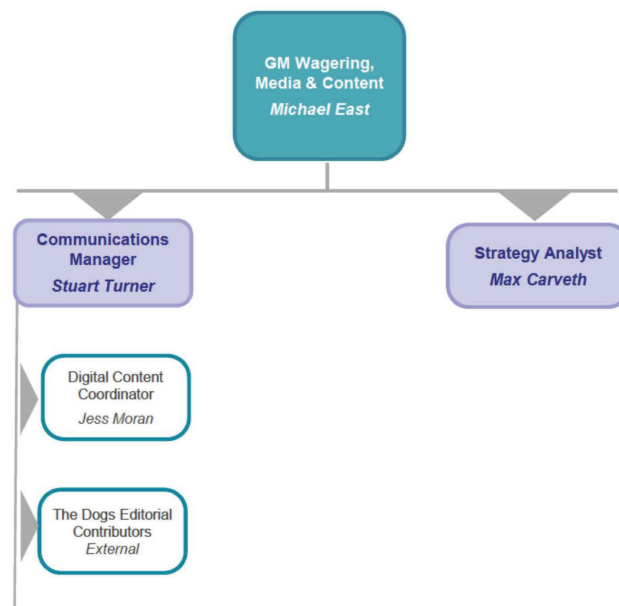 GM Wagering,
Media & Content
Michael East
Communications
Manager
Stuart Turner
Strategy Analyst
Max Carveth
Digital Content
Coordinator
Jess Moran
The Dogs Editorial
Contributors
External